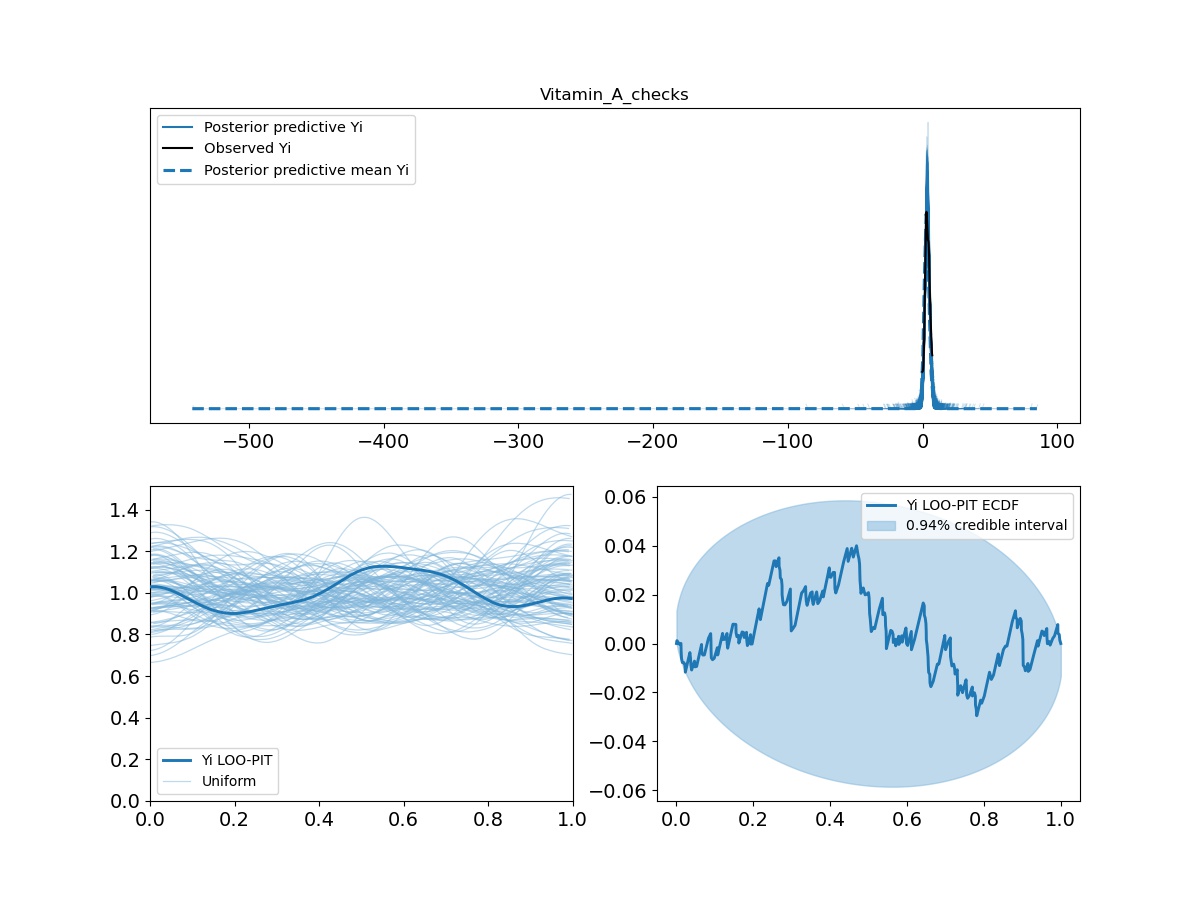 Vitamin_A_checks
Posterior predictive Yi
Observed Yi
Posterior predictive mean Yi
−500 −400 −300 −200 −100 0 100
1.4
1.2
1.0
0.8
0.6
0.4
0.2
0.0
Yi LOO-PIT
Uniform
0.0 0.2 0.4 0.6 0.8 1.0
0.06
0.04
0.02
0.00
−0.02
−0.04
−0.06
Yi LOO-PIT ECDF
0.94% credible interval
0.0 0.2 0.4 0.6 0.8 1.0